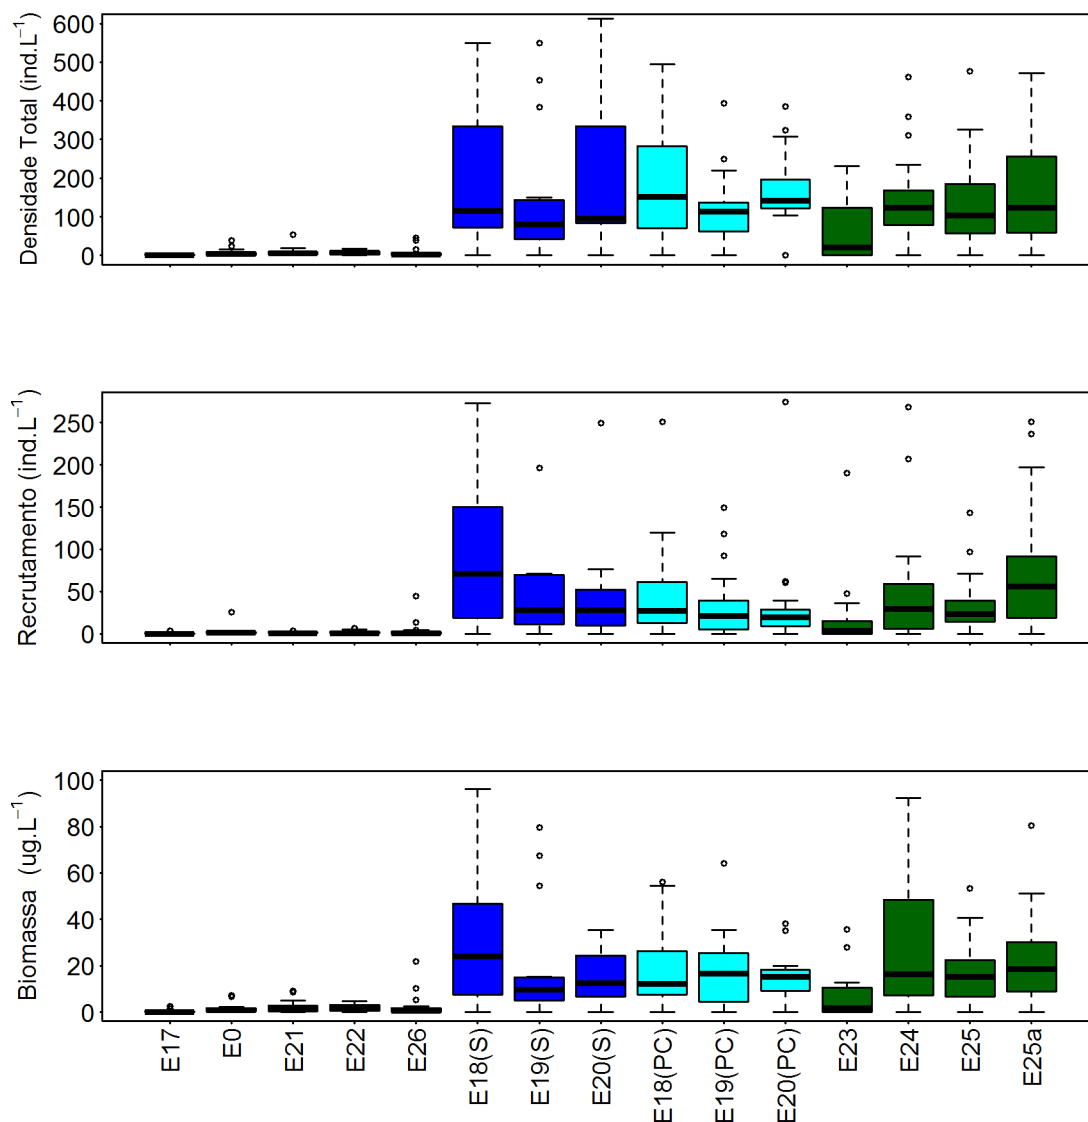 Densidade Total (ind.L⁻¹)
600
500
400
300
200
100
0
Recrutamento (ind.L⁻¹)
250
200
150
100
50
0
Biomassa (ug.L⁻¹)
100
80
60
40
20
0
E17
E0
E21
E22
E26
E18(S)
E19(S)
E20(S)
E18(PC)
E19(PC)
E20(PC)
E23
E24
E25
E25a